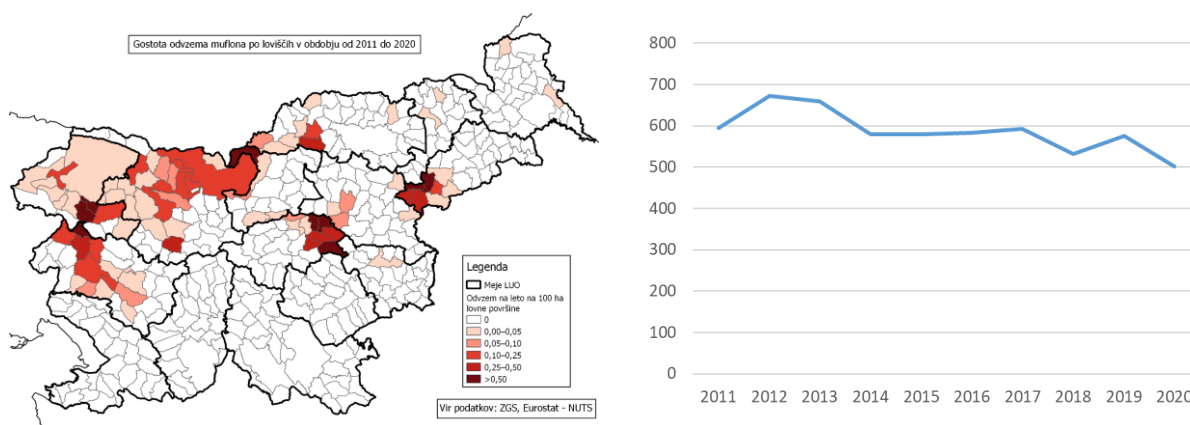 Gostota odvzema muflona po loviščih v obdobju od 2011 do 2020
Legenda
Meje LUO
Odvzem na leto na 100 ha
lovne površine
0
0,00–0,05
0,05–0,10
0,10–0,25
0,25–0,50
>0,50
Vir podatkov: ZGS, Eurostat - NUTS
800
700
600
500
400
300
200
100
0
2011 2012 2013 2014 2015 2016 2017 2018 2019 2020